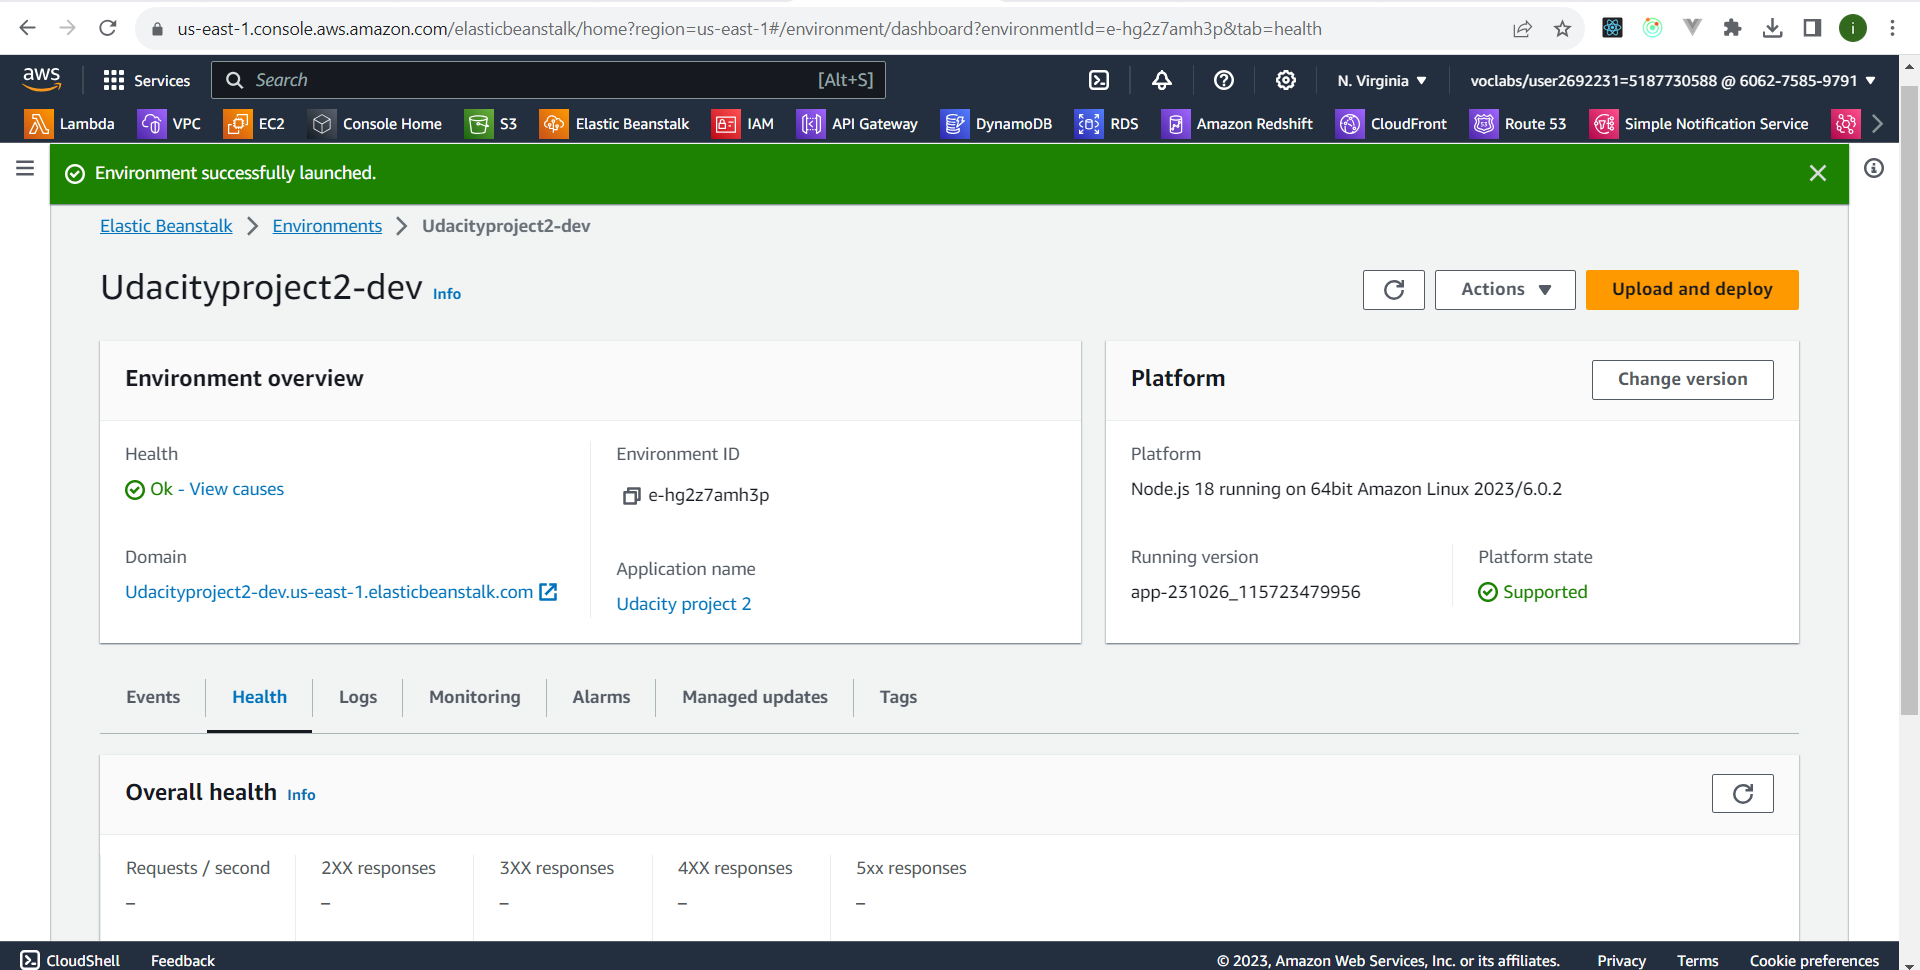 us-east-1.console.aws.amazon.com/elasticbeanstalk/home?region=us-east-1#/environment/dashboard?environmentId=e-hg2z7amh3p&tab=health
i
aws
Services
Search
[Alt+S]
N. Virginia
voclabs/user2692231=5187730588 @ 6062-7585-9791
Lambda
VPC
EC2
Console Home
S3
Elastic Beanstalk
IAM
API Gateway
DynamoDB
RDS
Amazon Redshift
CloudFront
Route 53
Simple Notification Service
Environment successfully launched.
Elastic Beanstalk
Environments
Udacityproject2-dev
Udacityproject2-dev Info
Actions
Upload and deploy
Environment overview
Health
Ok - View causes
Domain
Udacityproject2-dev.us-east-1.elasticbeanstalk.com
Environment ID
e-hg2z7amh3p
Application name
Udacity project 2
Platform
Change version
Platform
Node.js 18 running on 64bit Amazon Linux 2023/6.0.2
Running version
app-231026_115723479956
Platform state
Supported
Events
Health
Logs
Monitoring
Alarms
Managed updates
Tags
Overall health Info
Requests / second
–
2XX responses
–
3XX responses
–
4XX responses
–
5xx responses
–
CloudShell
Feedback
© 2023, Amazon Web Services, Inc. or its affiliates.
Privacy
Terms
Cookie preferences